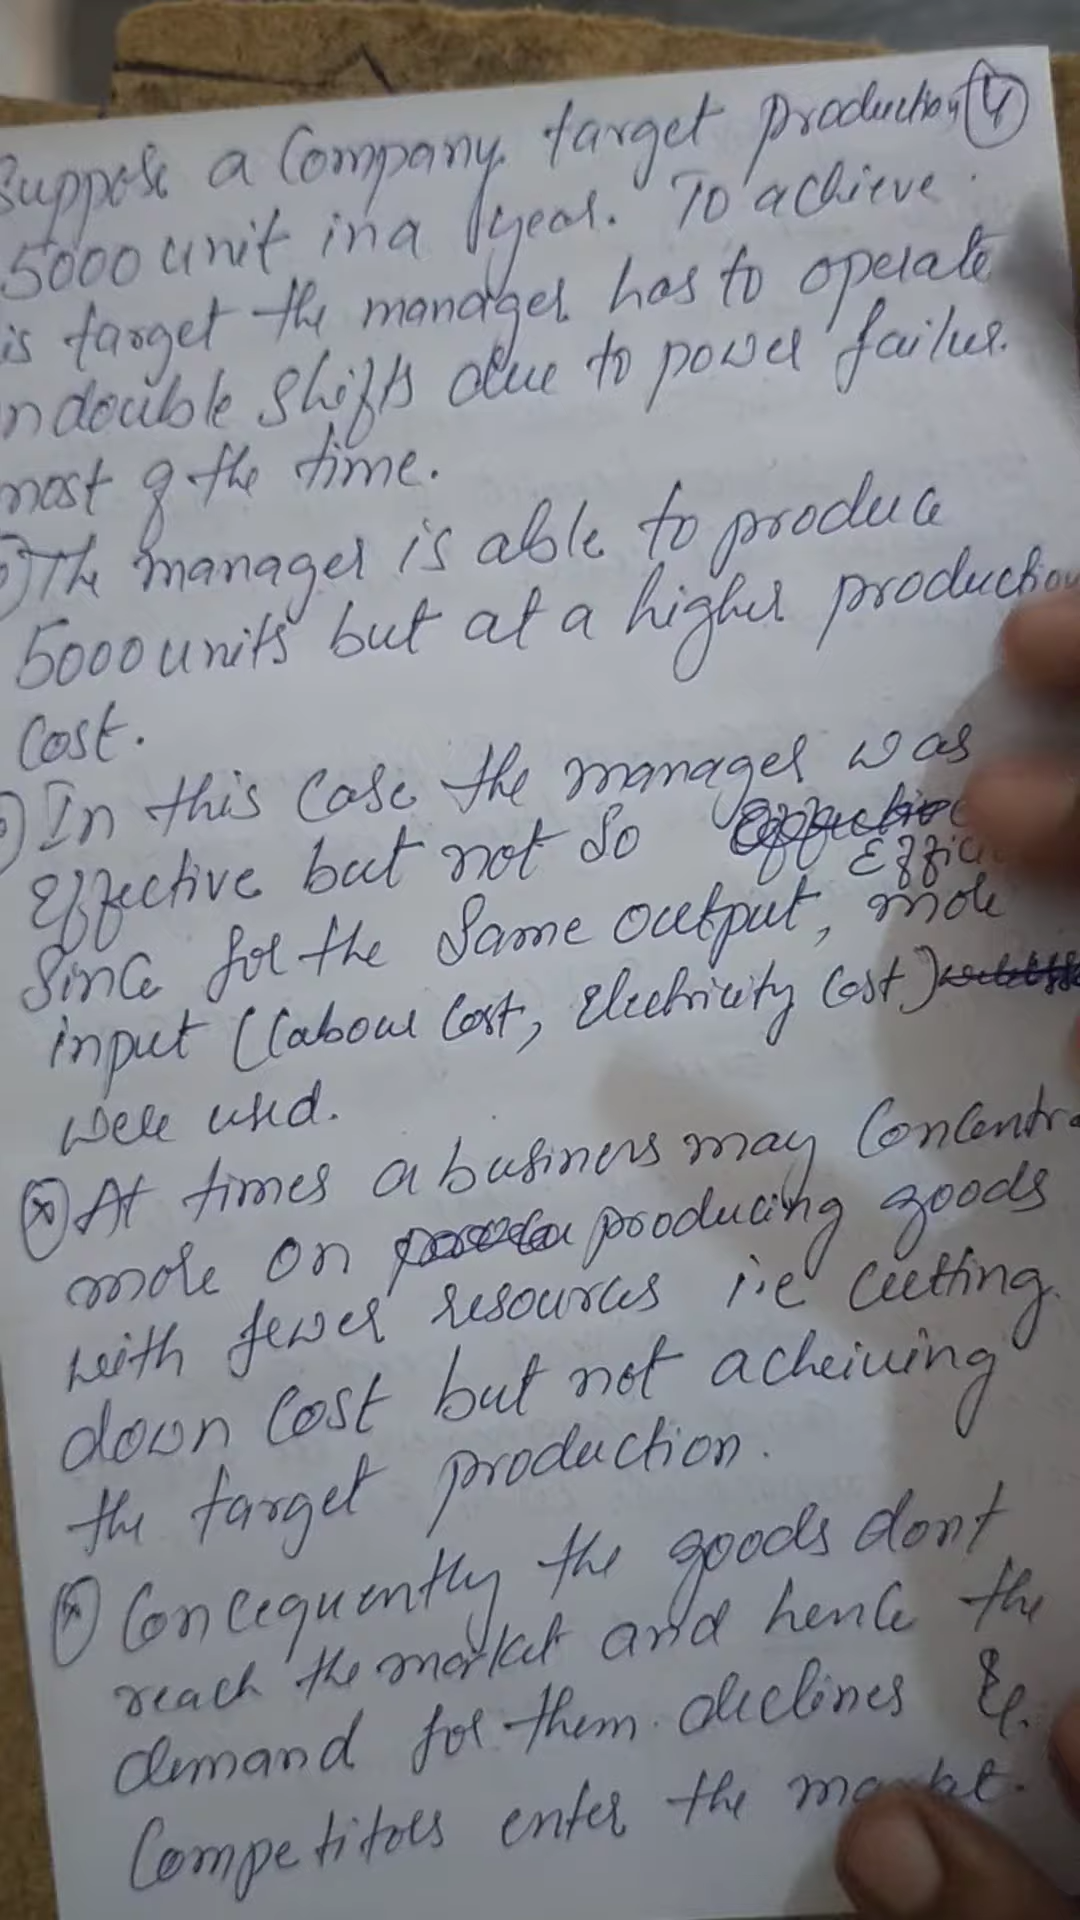 Suppose a Company target production 4
5000 unit in a year. To achieve
is target the manager has to operate
n double shifts due to power failur.
most of the time.
The manager is able to produce
5000 units but at a higher production
Cost.
In this Case the manager was
Effective but not so Effici
Since for the Same output, more
input (labour Cost, Electricity Cost)
were used.
At times a business may Concentra
more on producing goods
with fewer resources i.e cutting
down Cost but not acheiving
the target production.
Concequently the goods dont
reach the market and hence the
demand for them declines &
Competitors enter the market.